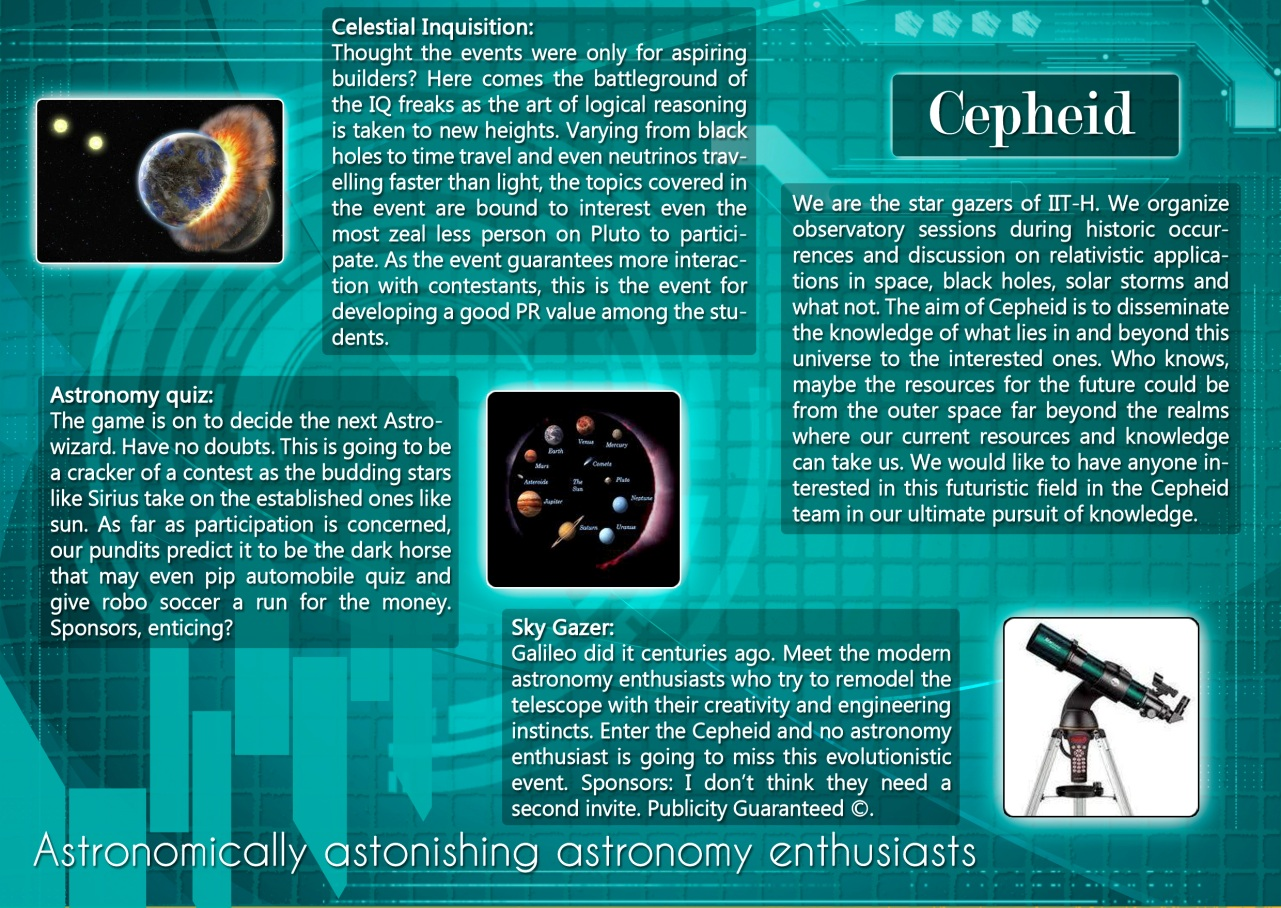 Celestial Inquisition:
Thought the events were only for aspiring
builders? Here comes the battleground of
the IQ freaks as the art of logical reasoning
is taken to new heights. Varying from black
holes to time travel and even neutrinos trav-
elling faster than light, the topics covered in
the event are bound to interest even the
most zeal less person on Pluto to partici-
pate. As the event guarantees more interac-
tion with contestants, this is the event for
developing a good PR value among the stu-
dents.
Cepheid
We are the star gazers of IIT-H. We organize
observatory sessions during historic occur-
rences and discussion on relativistic applica-
tions in space, black holes, solar storms and
what not. The aim of Cepheid is to disseminate
the knowledge of what lies in and beyond this
universe to the interested ones. Who knows,
maybe the resources for the future could be
from the outer space far beyond the realms
where our current resources and knowledge
can take us. We would like to have anyone in-
terested in this futuristic field in the Cepheid
team in our ultimate pursuit of knowledge.
Astronomy quiz:
The game is on to decide the next Astro-
wizard. Have no doubts. This is going to be
a cracker of a contest as the budding stars
like Sirius take on the established ones like
sun. As far as participation is concerned,
our pundits predict it to be the dark horse
that may even pip automobile quiz and
give robo soccer a run for the money.
Sponsors, enticing?
Venus
Mercury
Earth
Comets
Mars
Asteroids
The
Sun
Pluto
Jupiter
Neptune
Saturn
Uranus
Sky Gazer:
Galileo did it centuries ago. Meet the modern
astronomy enthusiasts who try to remodel the
telescope with their creativity and engineering
instincts. Enter the Cepheid and no astronomy
enthusiast is going to miss this evolutionistic
event. Sponsors: I don’t think they need a
second invite. Publicity Guaranteed ©.
Astronomically astonishing astronomy enthusiasts